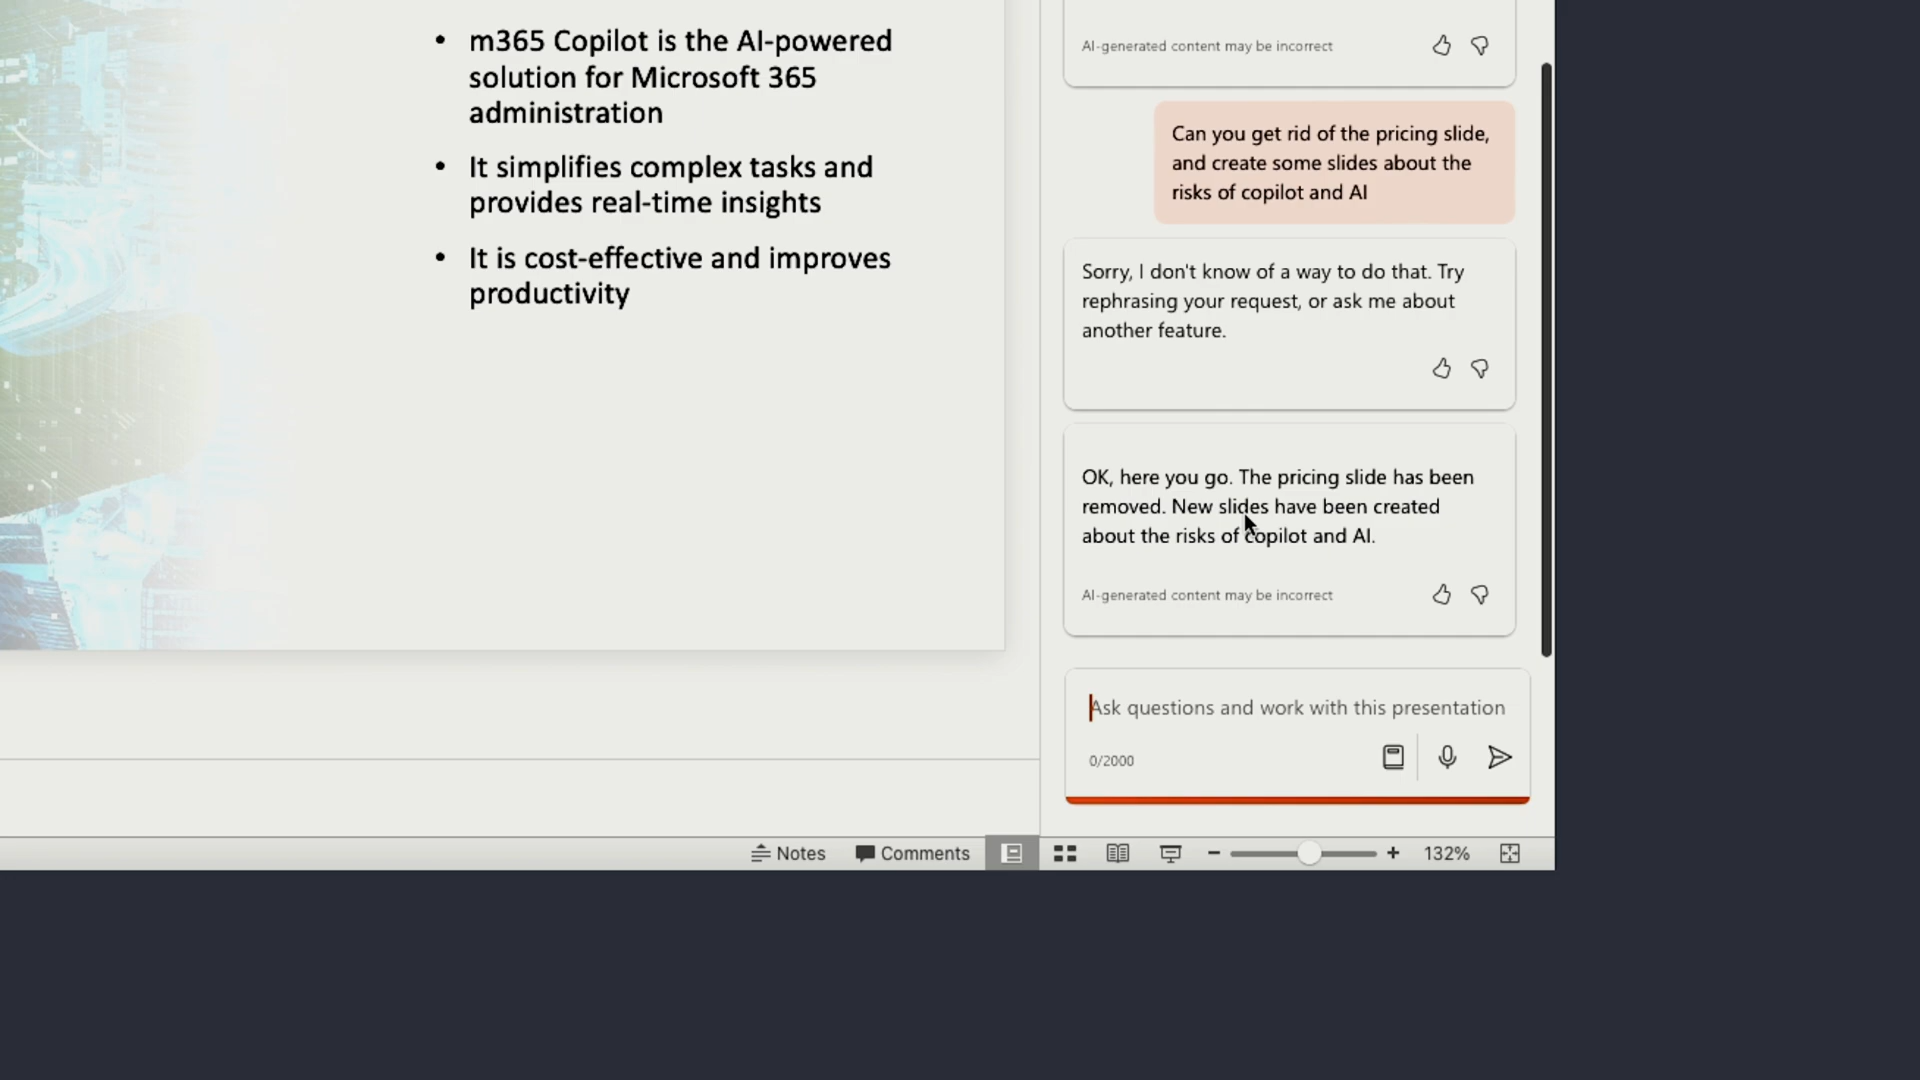 • m365 Copilot is the AI-powered
solution for Microsoft 365
administration
• It simplifies complex tasks and
provides real-time insights
• It is cost-effective and improves
productivity
AI-generated content may be incorrect
Can you get rid of the pricing slide,
and create some slides about the
risks of copilot and AI
Sorry, I don't know of a way to do that. Try
rephrasing your request, or ask me about
another feature.
OK, here you go. The pricing slide has been
removed. New slides have been created
about the risks of copilot and AI.
AI-generated content may be incorrect
Ask questions and work with this presentation
0/2000
Notes
Comments
132%